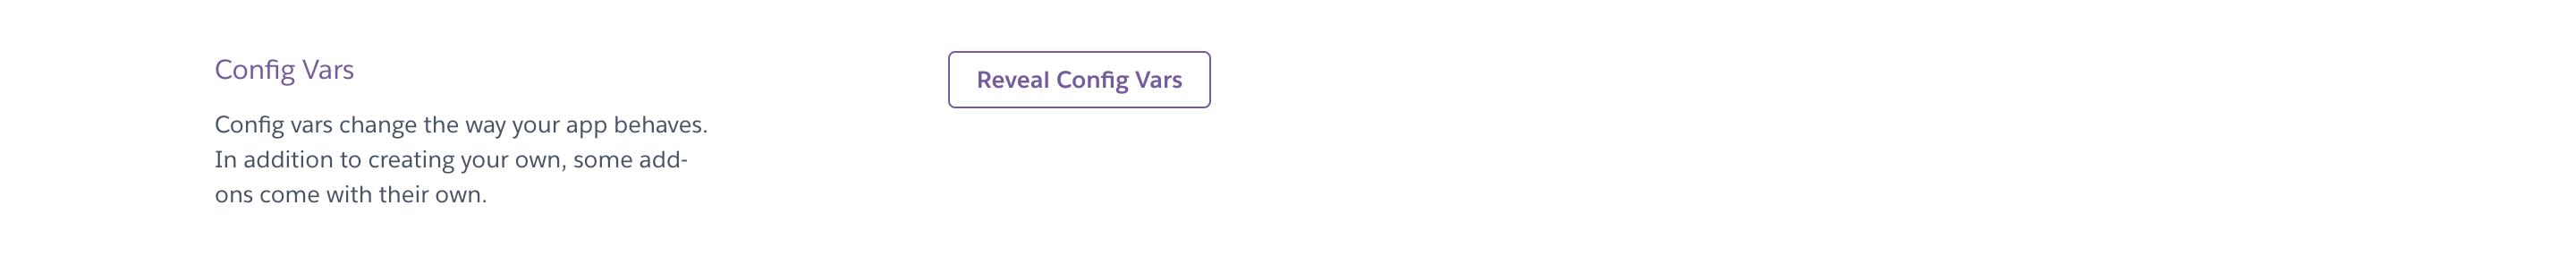 Config Vars
Config vars change the way your app behaves.
In addition to creating your own, some add-
ons come with their own.
Reveal Config Vars